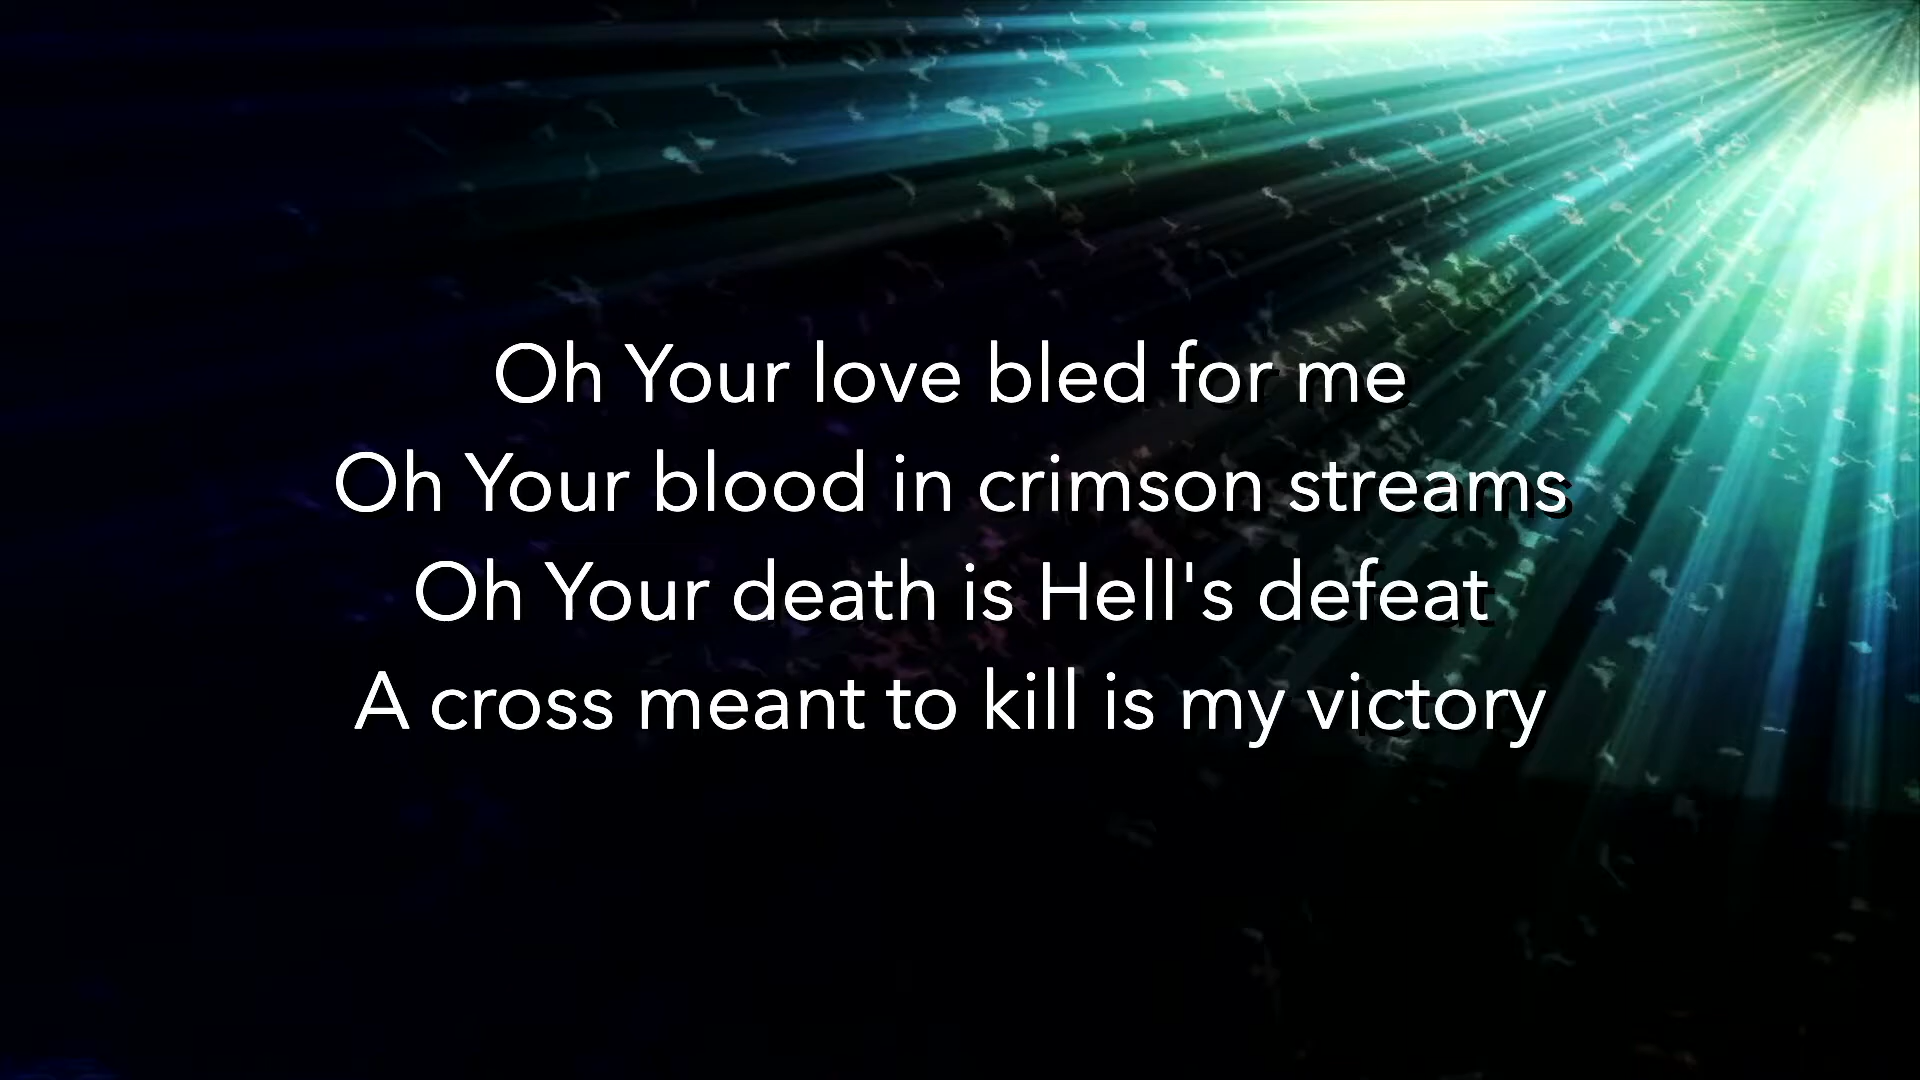 Oh Your love bled for me
Oh Your blood in crimson streams
Oh Your death is Hell's defeat
A cross meant to kill is my victory